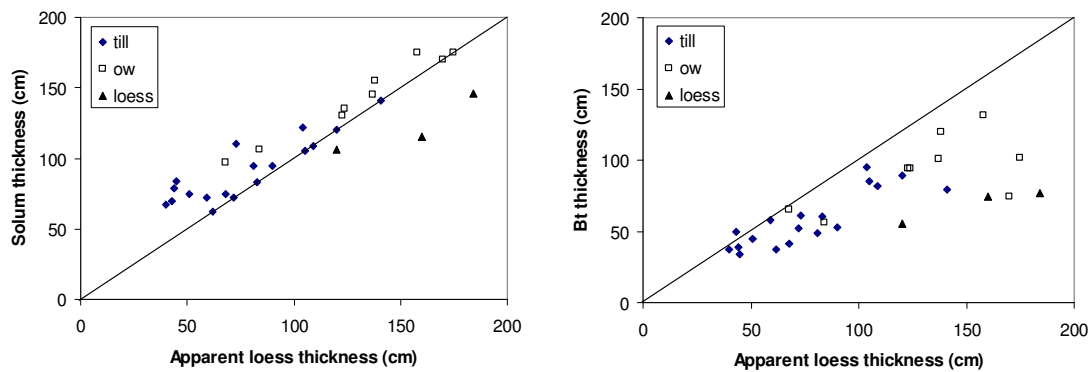 200
150
100
50
0
Solum thickness (cm)
till
ow
loess
0 50 100 150 200
Apparent loess thickness (cm)
200
150
100
50
0
Bt thickness (cm)
till
ow
loess
0 50 100 150 200
Apparent loess thickness (cm)